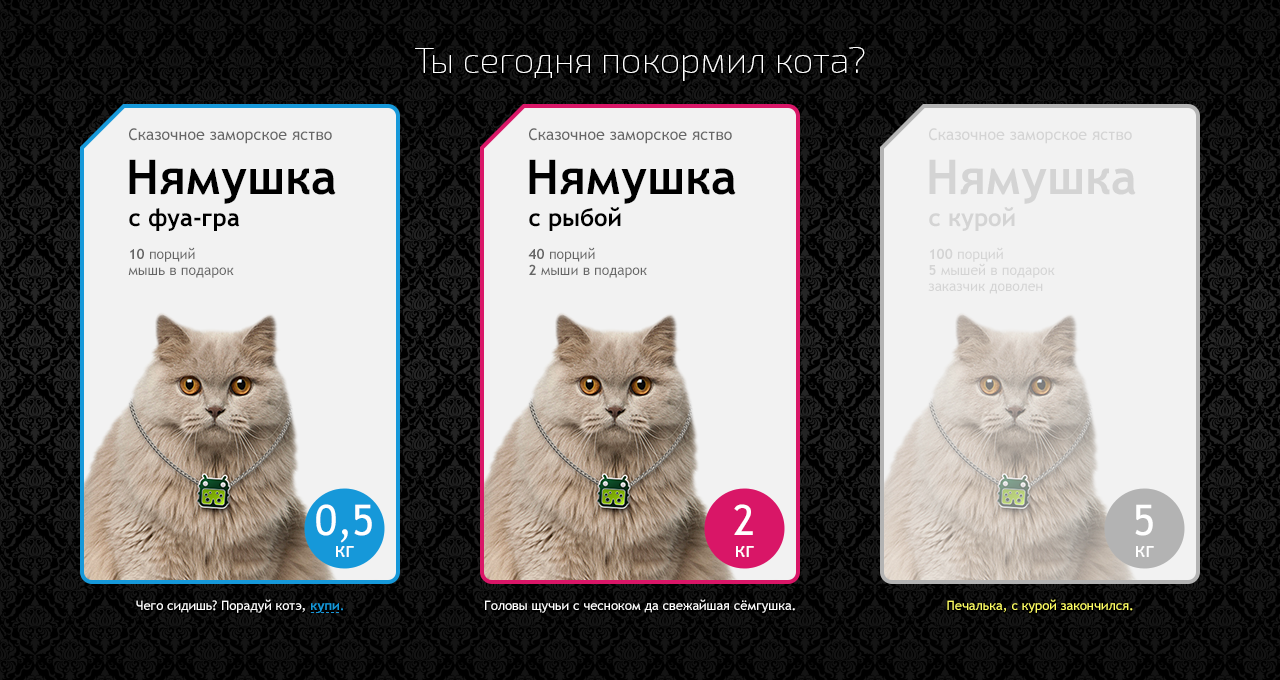 Ты сегодня покормил кота?
Сказочное заморское яство
Нямушка
с фуа-гра
10 порций
мышь в подарок
0,5
кг
Чего сидишь? Порадуй котэ, купи.
Сказочное заморское яство
Нямушка
с рыбой
40 порций
2 мыши в подарок
2
кг
Головы щучьи с чесноком да свежайшая сёмгушка.
Сказочное заморское яство
Нямушка
с курой
100 порций
5 мышей в подарок
заказчик доволен
5
кг
Печалька, с курой закончился.